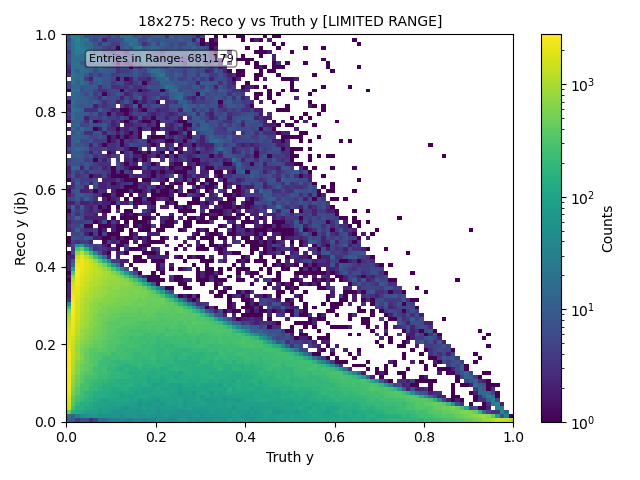 18x275: Reco y vs Truth y [LIMITED RANGE]
Entries in Range: 681,179
Reco y (jb)
1.0
0.8
0.6
0.4
0.2
0.0
0.0 0.2 0.4 0.6 0.8 1.0
Truth y
10³
10²
10¹
10⁰
Counts